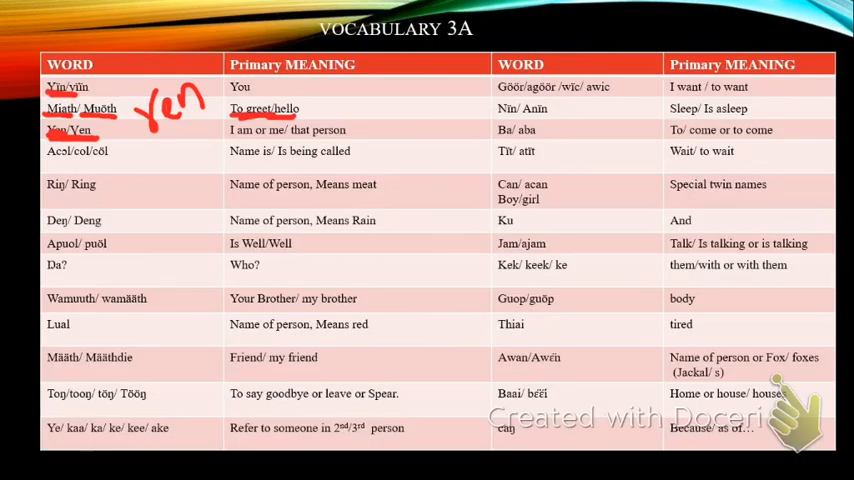 VOCABULARY 3A
WORD Primary MEANING WORD Primary MEANING
Yïn/yïïn You Göör/agöör /wïc/ awic I want / to want
Miath/ Muöth yen To greet/hello Nïn/ Anïn Sleep/ Is asleep
Yen/Yen I am or me/ that person Ba/ aba To/ come or to come
Acɔl/col/cöl Name is/ Is being called Tït/ atït Wait/ to wait
Riŋ/ Ring Name of person, Means meat Can/ acan Special twin names
Boy/girl
Deŋ/ Deng Name of person, Means Rain Ku And
Apuol/ puöl Is Well/Well Jam/ajam Talk/ Is talking or is talking
Ŋa? Who? Kek/ keek/ ke them/with or with them
Wamuuth/ wamääth Your Brother/ my brother Guop/guöp body
Lual Name of person, Means red Thiai tired
Määth/ Määthdie Friend/ my friend Awan/Awɛ́n Name of person or Fox/ foxes
(Jackal/ s)
Toŋ/tooŋ/ töŋ/ Tööŋ To say goodbye or leave or Spear. Baai/ bɛ́ɛ́i Home or house/ houses
Ye/ kaa/ ka/ ke/ kee/ ake Refer to someone in 2nd/3rd person caŋ Because/ as of…
Created with Doceri